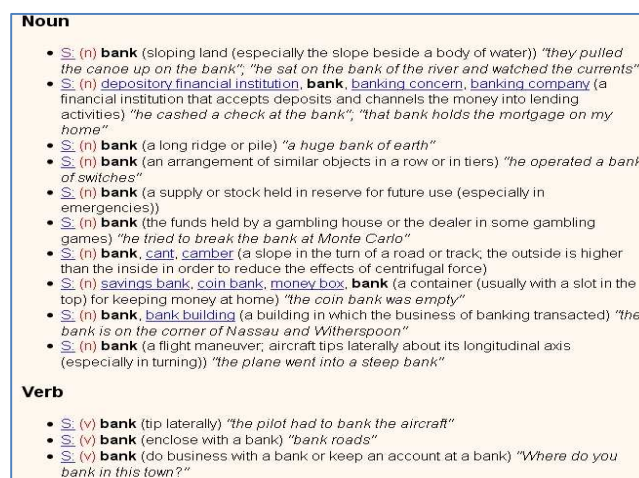 Noun
• S: (n) bank (sloping land (especially the slope beside a body of water)) "they pulled
the canoe up on the bank"; "he sat on the bank of the river and watched the currents"
• S: (n) depository financial institution, bank, banking concern, banking company (a
financial institution that accepts deposits and channels the money into lending
activities) "he cashed a check at the bank"; "that bank holds the mortgage on my
home"
• S: (n) bank (a long ridge or pile) "a huge bank of earth"
• S: (n) bank (an arrangement of similar objects in a row or in tiers) "he operated a bank
of switches"
• S: (n) bank (a supply or stock held in reserve for future use (especially in
emergencies))
• S: (n) bank (the funds held by a gambling house or the dealer in some gambling
games) "he tried to break the bank at Monte Carlo"
• S: (n) bank, cant, camber (a slope in the turn of a road or track; the outside is higher
than the inside in order to reduce the effects of centrifugal force)
• S: (n) savings bank, coin bank, money box, bank (a container (usually with a slot in the
top) for keeping money at home) "the coin bank was empty"
• S: (n) bank, bank building (a building in which the business of banking transacted) "the
bank is on the corner of Nassau and Witherspoon"
• S: (n) bank (a flight maneuver; aircraft tips laterally about its longitudinal axis
(especially in turning)) "the plane went into a steep bank"
Verb
• S: (v) bank (tip laterally) "the pilot had to bank the aircraft"
• S: (v) bank (enclose with a bank) "bank roads"
• S: (v) bank (do business with a bank or keep an account at a bank) "Where do you
bank in this town?"